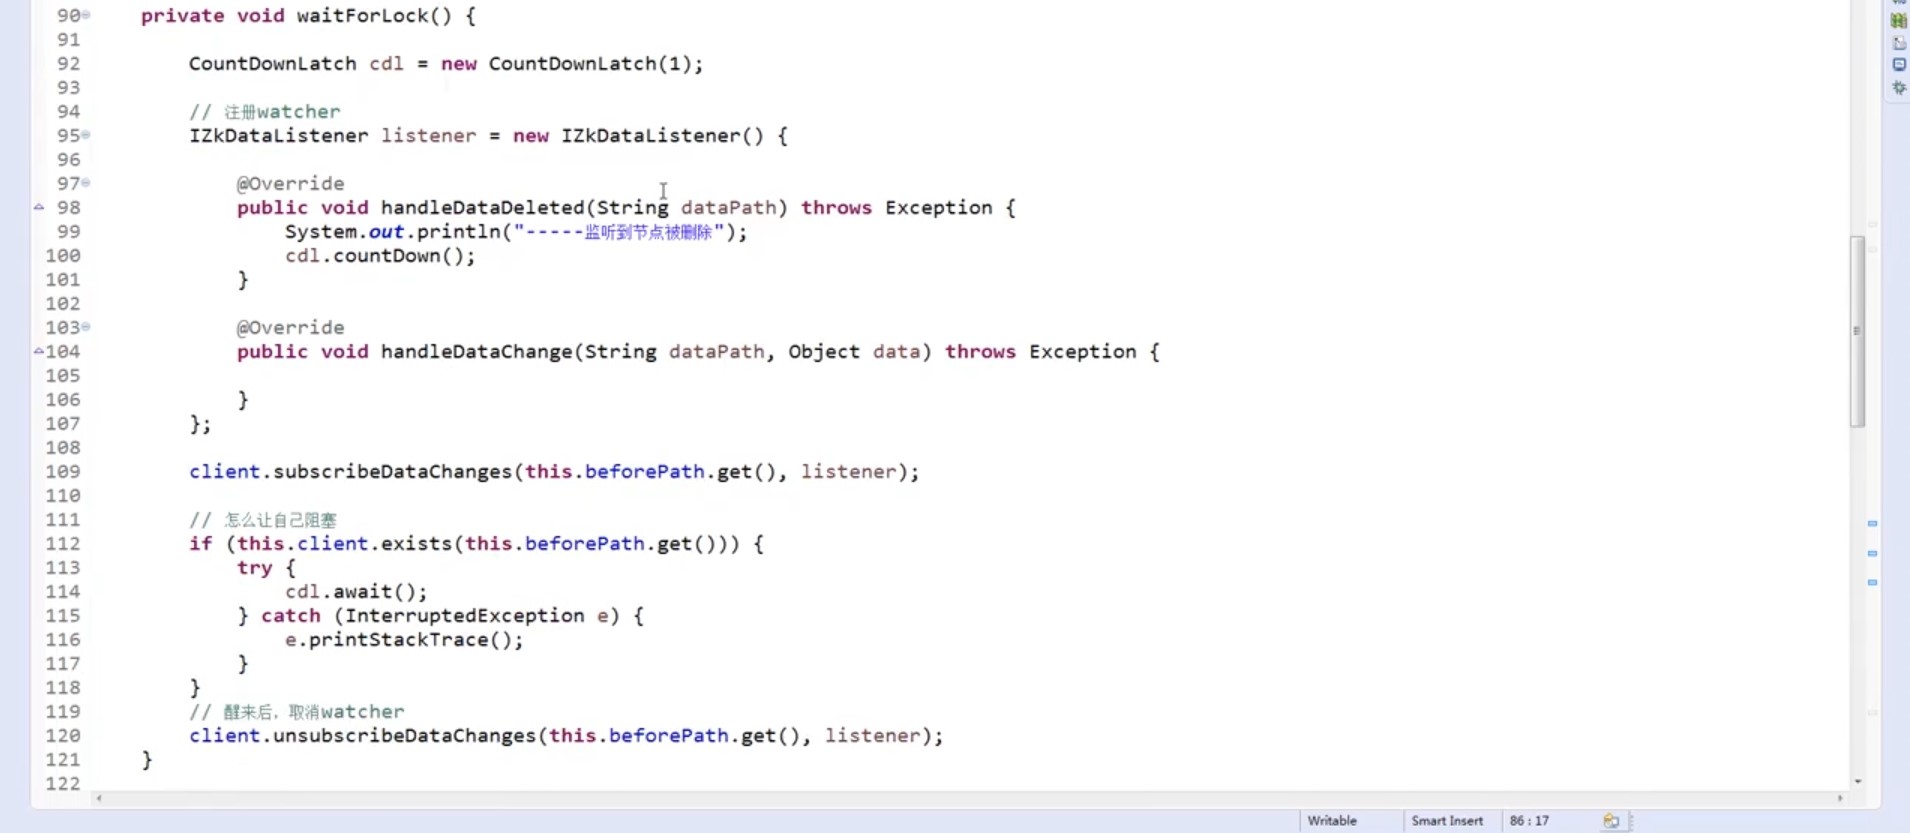 90 private void waitForLock() {
91
92 CountDownLatch cdl = new CountDownLatch(1);
93
94 // 注册watcher
95 IZkDataListener listener = new IZkDataListener() {
96
97 @Override
98 public void handleDataDeleted(String dataPath) throws Exception {
99 System.out.println("-----监听到节点被删除");
100 cdl.countDown();
101 }
102
103 @Override
104 public void handleDataChange(String dataPath, Object data) throws Exception {
105
106 }
107 };
108
109 client.subscribeDataChanges(this.beforePath.get(), listener);
110
111 // 怎么让自己阻塞
112 if (this.client.exists(this.beforePath.get())) {
113 try {
114 cdl.await();
115 } catch (InterruptedException e) {
116 e.printStackTrace();
117 }
118 }
119 // 醒来后，取消watcher
120 client.unsubscribeDataChanges(this.beforePath.get(), listener);
121 }
122
Writable Smart Insert 86 : 17